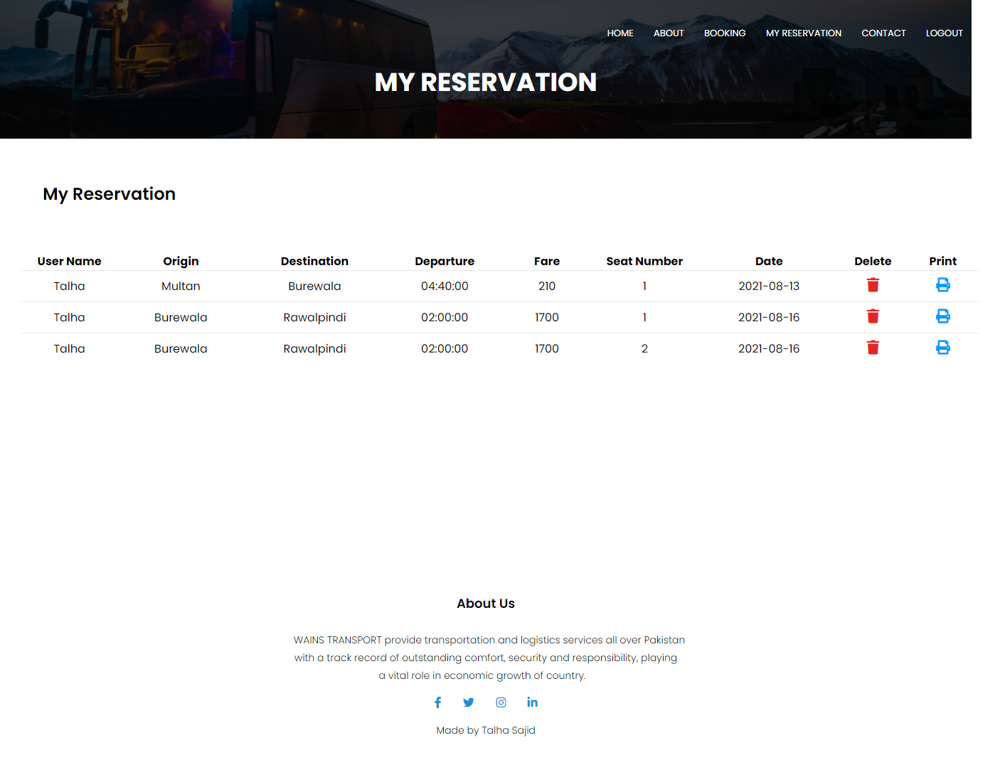 HOME ABOUT BOOKING MY RESERVATION CONTACT LOGOUT
MY RESERVATION
My Reservation
User Name Origin Destination Departure Fare Seat Number Date Delete Print
Talha Multan Burewala 04:40:00 210 1 2021-08-13
Talha Burewala Rawalpindi 02:00:00 1700 1 2021-08-16
Talha Burewala Rawalpindi 02:00:00 1700 2 2021-08-16
About Us
WAINS TRANSPORT provide transportation and logistics services all over Pakistan
with a track record of outstanding comfort, security and responsibility, playing
a vital role in economic growth of country.
Made by Talha Sajid